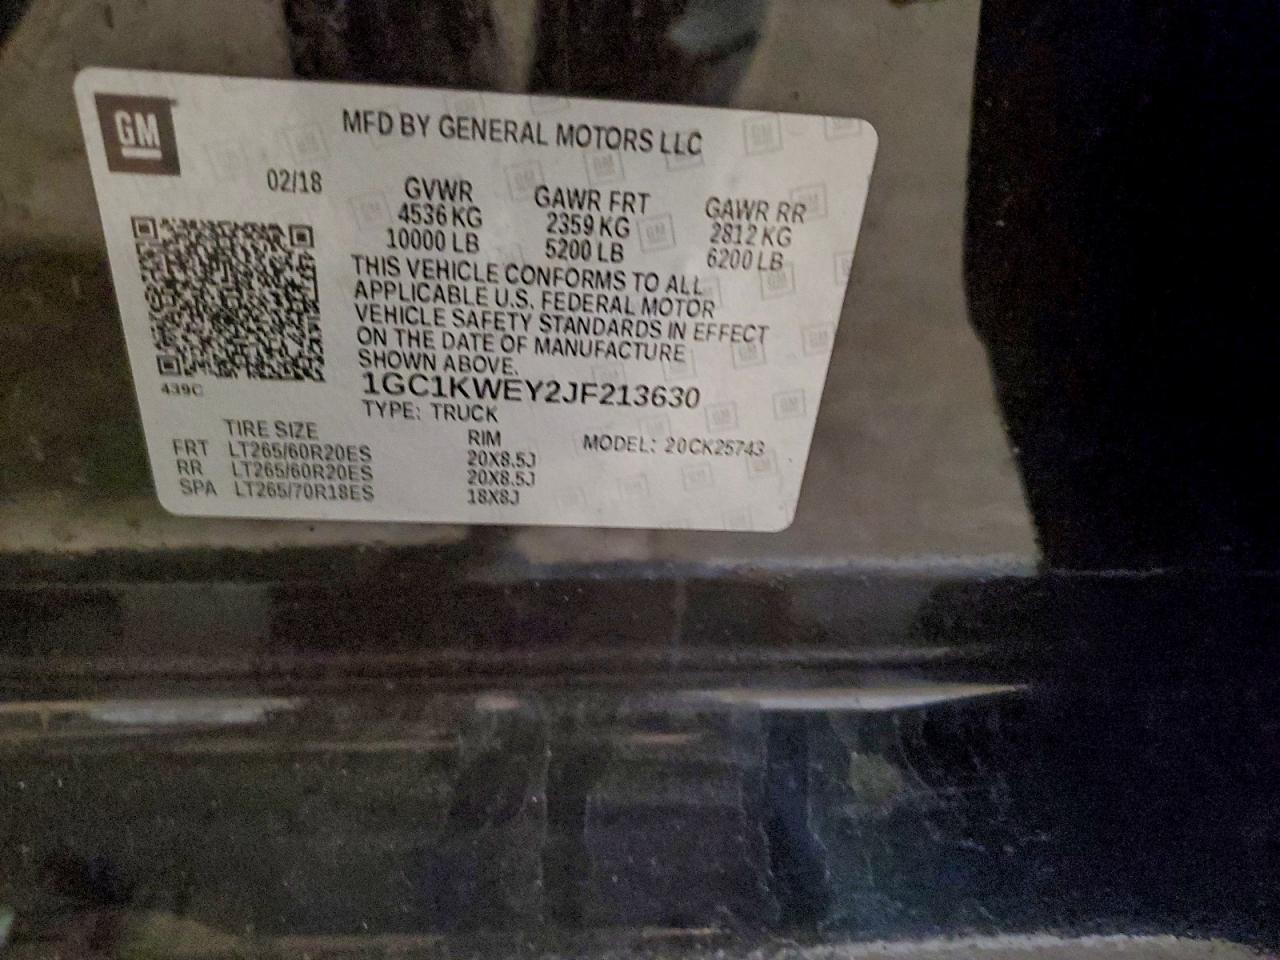 GM
MFD BY GENERAL MOTORS LLC
02/18
GVWR GAWR FRT GAWR RR
4536 KG 2359 KG 2812 KG
10000 LB 5200 LB 6200 LB
THIS VEHICLE CONFORMS TO ALL
APPLICABLE U.S. FEDERAL MOTOR
VEHICLE SAFETY STANDARDS IN EFFECT
ON THE DATE OF MANUFACTURE
SHOWN ABOVE.
439C
1GC1KWEY2JF213630
TYPE: TRUCK
TIRE SIZE RIM MODEL: 20CK25743
FRT LT265/60R20ES 20X8.5J
RR LT265/60R20ES 20X8.5J
SPA LT265/70R18ES 18X8J